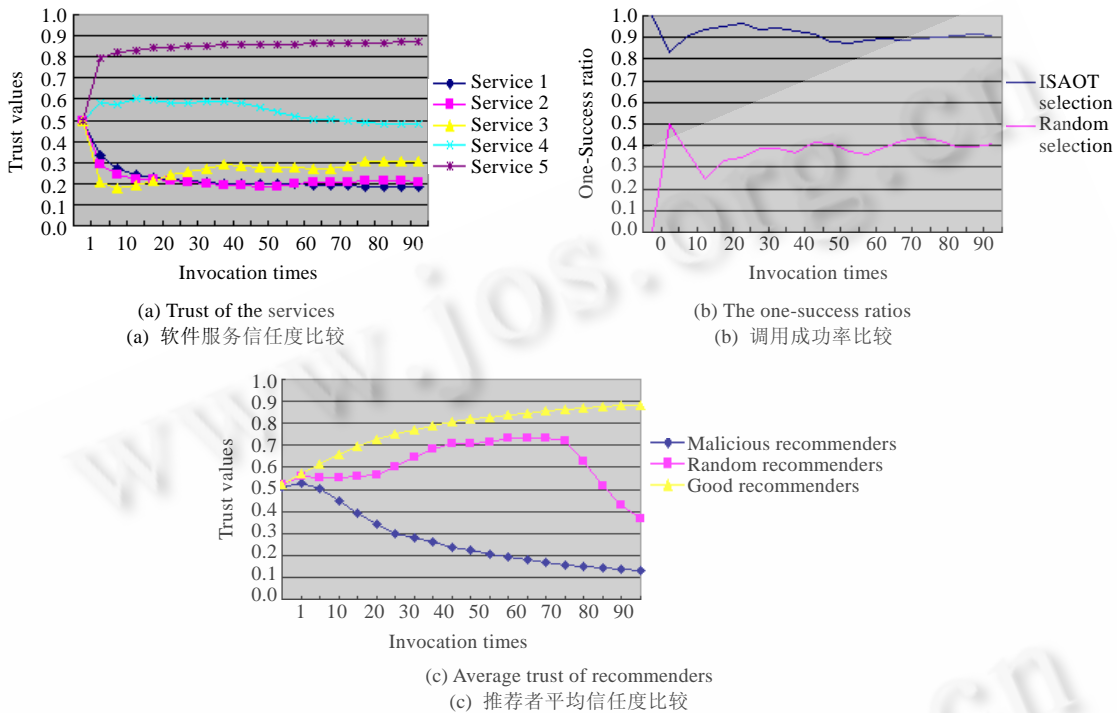 1.0
0.9
0.8
0.7
0.6
0.5
0.4
0.3
0.2
0.1
0.0
Trust values
1 10 20 30 40 50 60 70 80 90
Invocation times
Service 1
Service 2
Service 3
Service 4
Service 5
(a) Trust of the services
(a) 软件服务信任度比较
1.0
0.9
0.8
0.7
0.6
0.5
0.4
0.3
0.2
0.1
0.0
One-Success ratio
0 10 20 30 40 50 60 70 80 90
Invocation times
ISAOT
selection
Random
selection
(b) The one-success ratios
(b) 调用成功率比较
1.0
0.9
0.8
0.7
0.6
0.5
0.4
0.3
0.2
0.1
0.0
Trust values
1 10 20 30 40 50 60 70 80 90
Invocation times
Malicious recommenders
Random recommenders
Good recommenders
(c) Average trust of recommenders
(c) 推荐者平均信任度比较
www.jos.org.cn
cn